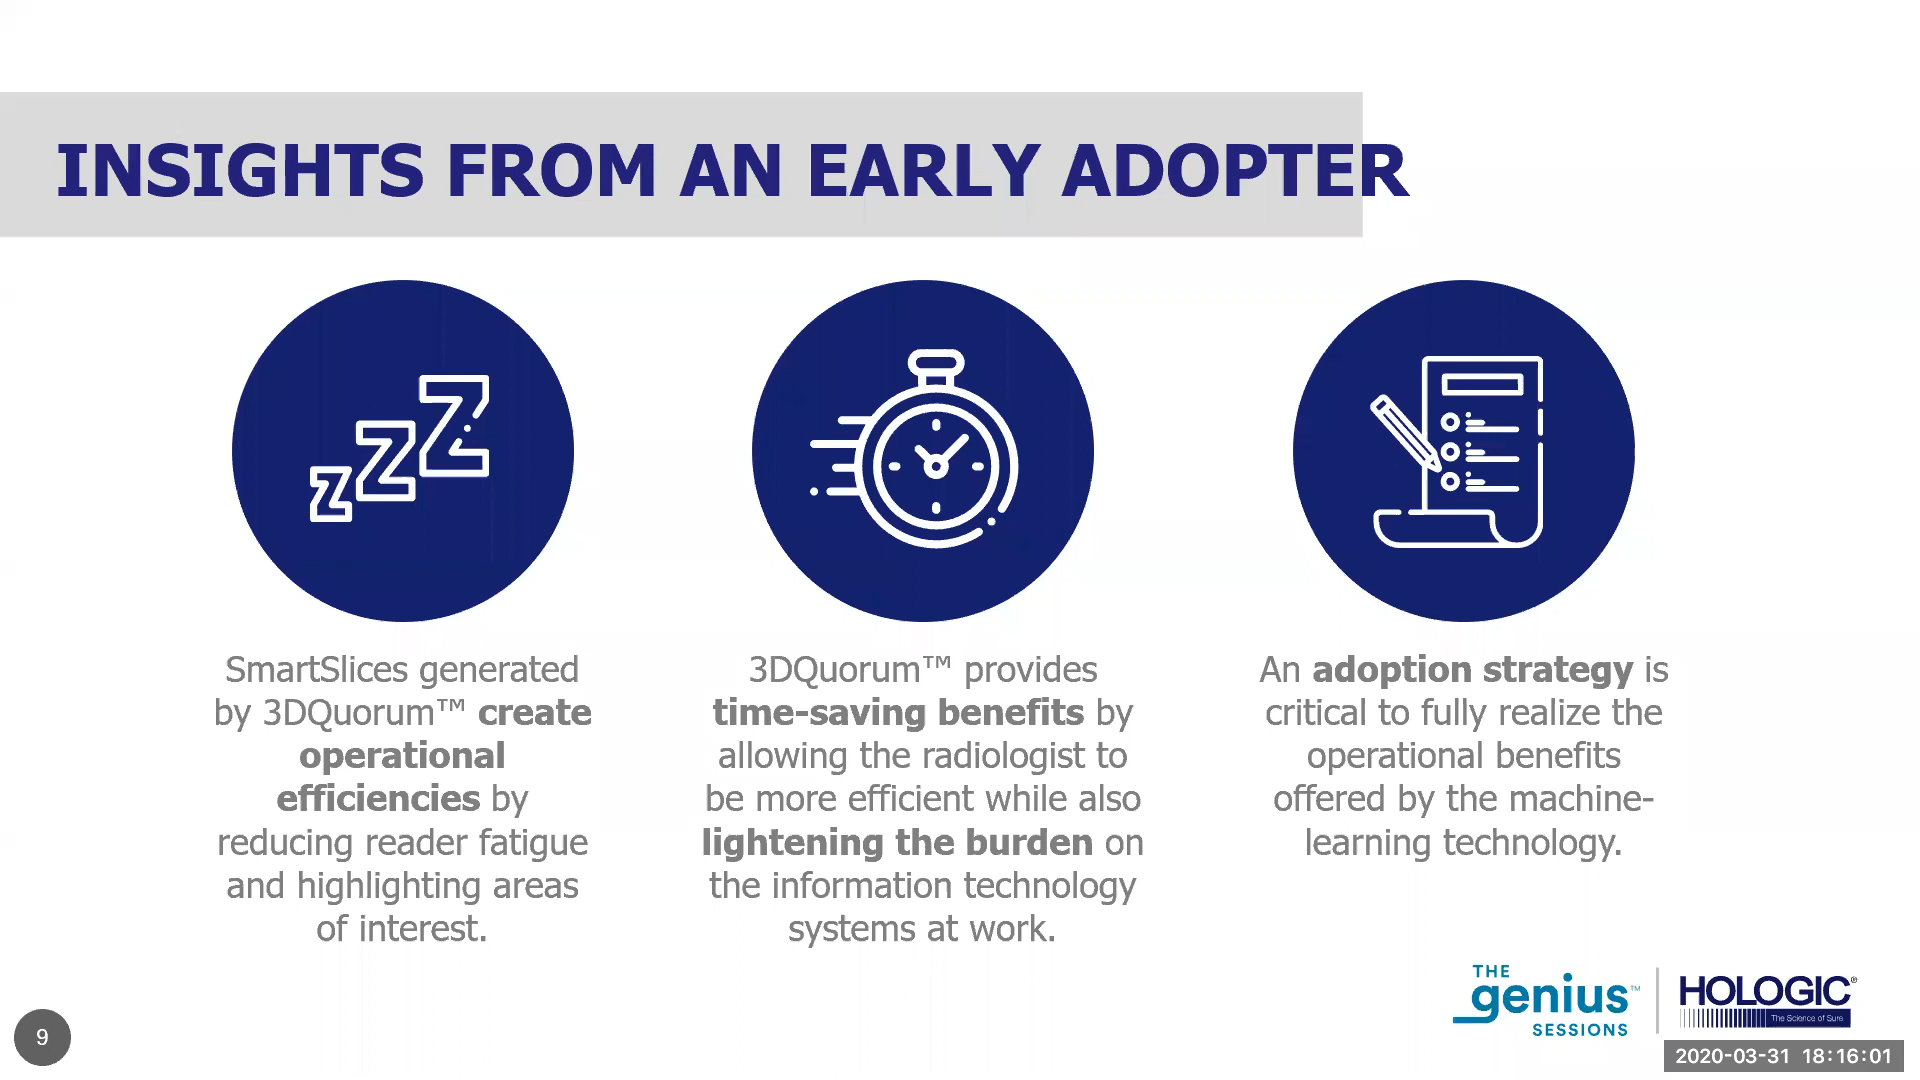 INSIGHTS FROM AN EARLY ADOPTER
SmartSlices generated
by 3DQuorum™ create
operational
efficiencies by
reducing reader fatigue
and highlighting areas
of interest.
3DQuorum™ provides
time-saving benefits by
allowing the radiologist to
be more efficient while also
lightening the burden on
the information technology
systems at work.
An adoption strategy is
critical to fully realize the
operational benefits
offered by the machine-
learning technology.
THE
genius™
SESSIONS
HOLOGIC®
The Science of Sure
9
2020-03-31 18:16:01